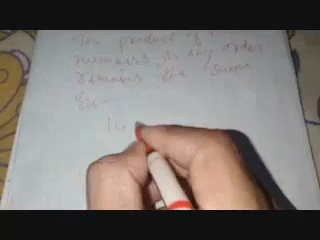 The product of
numbers, in any order
remains the same